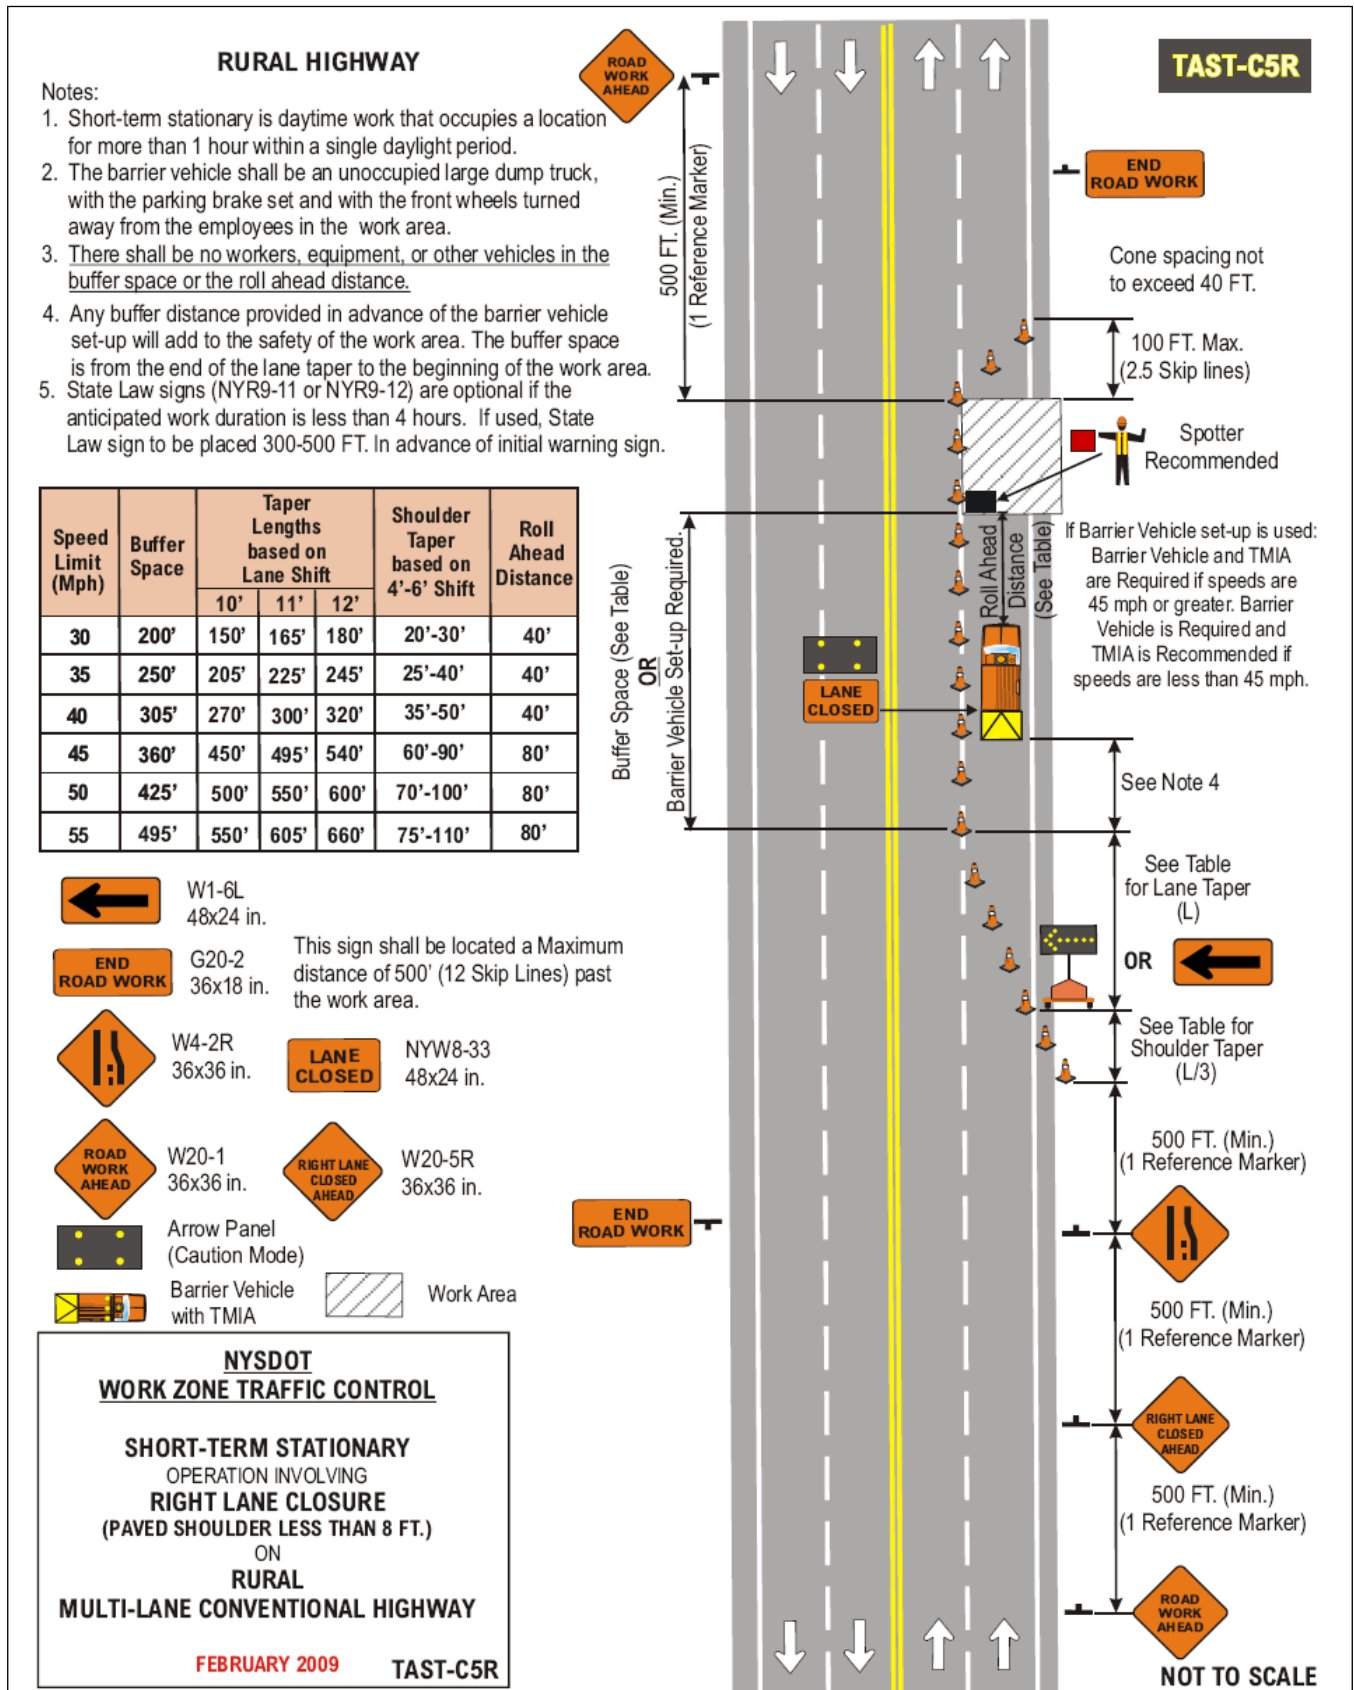 RURAL HIGHWAY
Notes:
1. Short-term stationary is daytime work that occupies a location
for more than 1 hour within a single daylight period.
2. The barrier vehicle shall be an unoccupied large dump truck,
with the parking brake set and with the front wheels turned
away from the employees in the work area.
3. There shall be no workers, equipment, or other vehicles in the
buffer space or the roll ahead distance.
4. Any buffer distance provided in advance of the barrier vehicle
set-up will add to the safety of the work area. The buffer space
is from the end of the lane taper to the beginning of the work area.
5. State Law signs (NYR9-11 or NYR9-12) are optional if the
anticipated work duration is less than 4 hours. If used, State
Law sign to be placed 300-500 FT. In advance of initial warning sign.
Speed
Limit
(Mph)
Buffer
Space
Taper
Lengths
based on
Lane Shift
10' 11' 12'
Shoulder
Taper
based on
4'-6' Shift
Roll
Ahead
Distance
30 200' 150' 165' 180' 20'-30' 40'
35 250' 205' 225' 245' 25'-40' 40'
40 305' 270' 300' 320' 35'-50' 40'
45 360' 450' 495' 540' 60'-90' 80'
50 425' 500' 550' 600' 70'-100' 80'
55 495' 550' 605' 660' 75'-110' 80'
W1-6L
48x24 in.
END
ROAD WORK
G20-2
36x18 in.
This sign shall be located a Maximum
distance of 500' (12 Skip Lines) past
the work area.
W4-2R
36x36 in.
LANE
CLOSED
NYW8-33
48x24 in.
ROAD
WORK
AHEAD
W20-1
36x36 in.
RIGHT LANE
CLOSED
AHEAD
W20-5R
36x36 in.
Arrow Panel
(Caution Mode)
Barrier Vehicle
with TMIA
Work Area
NYSDOT
WORK ZONE TRAFFIC CONTROL
SHORT-TERM STATIONARY
OPERATION INVOLVING
RIGHT LANE CLOSURE
(PAVED SHOULDER LESS THAN 8 FT.)
ON
RURAL
MULTI-LANE CONVENTIONAL HIGHWAY
FEBRUARY 2009
TAST-C5R
ROAD
WORK
AHEAD
500 FT. (Min.)
(1 Reference Marker)
Buffer Space (See Table)
OR
Barrier Vehicle Set-up Required.
LANE
CLOSED
END
ROAD WORK
Roll Ahead
Distance
(See Table)
TAST-C5R
END
ROAD WORK
Cone spacing not
to exceed 40 FT.
100 FT. Max.
(2.5 Skip lines)
Spotter
Recommended
If Barrier Vehicle set-up is used:
Barrier Vehicle and TMIA
are Required if speeds are
45 mph or greater. Barrier
Vehicle is Required and
TMIA is Recommended if
speeds are less than 45 mph.
See Note 4
See Table
for Lane Taper
(L)
OR
See Table for
Shoulder Taper
(L/3)
500 FT. (Min.)
(1 Reference Marker)
500 FT. (Min.)
(1 Reference Marker)
RIGHT LANE
CLOSED
AHEAD
500 FT. (Min.)
(1 Reference Marker)
ROAD
WORK
AHEAD
NOT TO SCALE